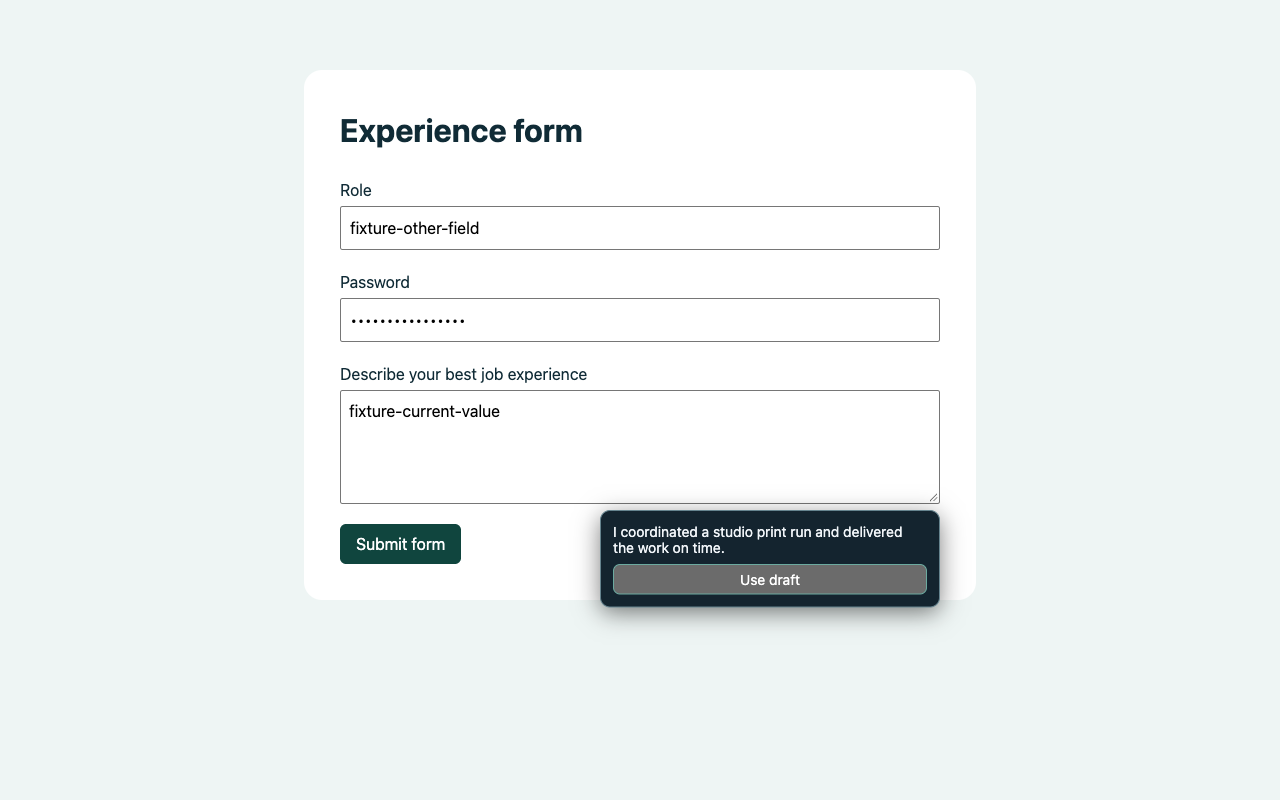 Experience form
Role
fixture-other-field
Password
••••••••••••••••
Describe your best job experience
fixture-current-value
Submit form
I coordinated a studio print run and delivered
the work on time.
Use draft